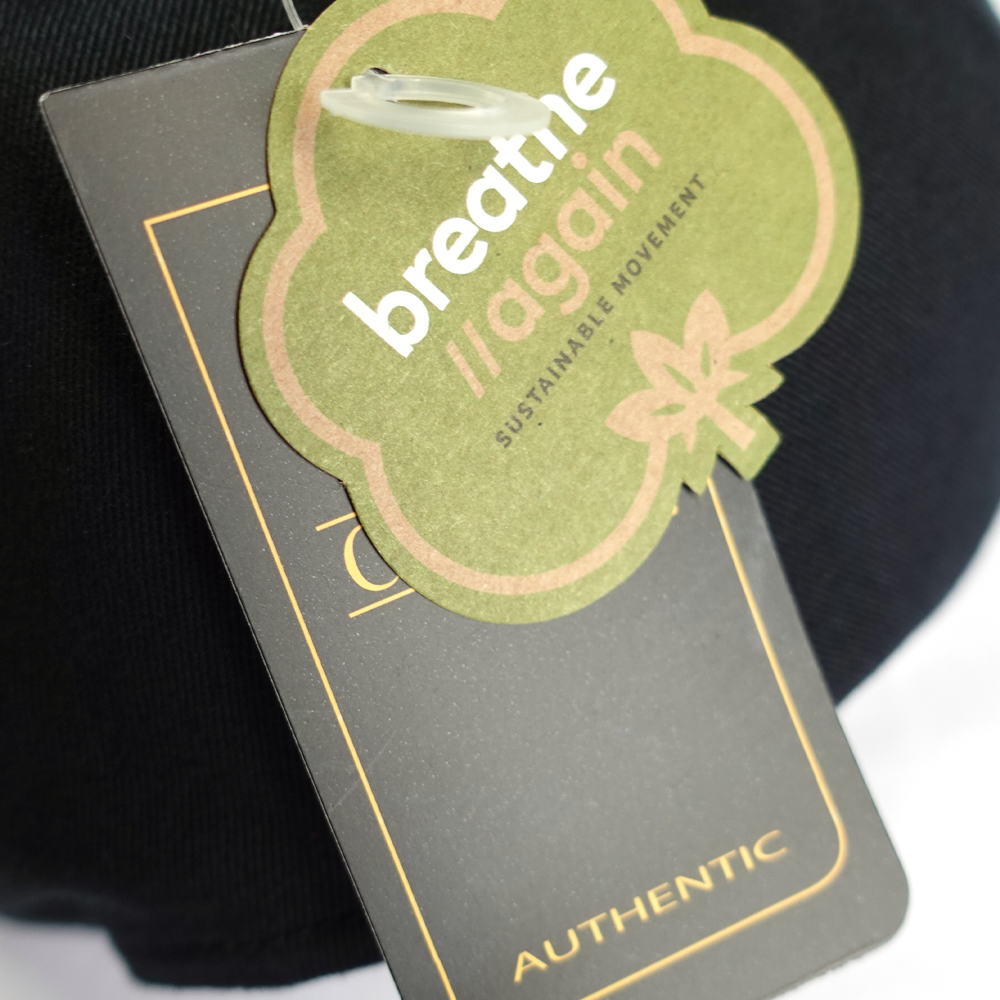 breathe
//again
SUSTAINABLE MOVEMENT
C
AUTHENTIC